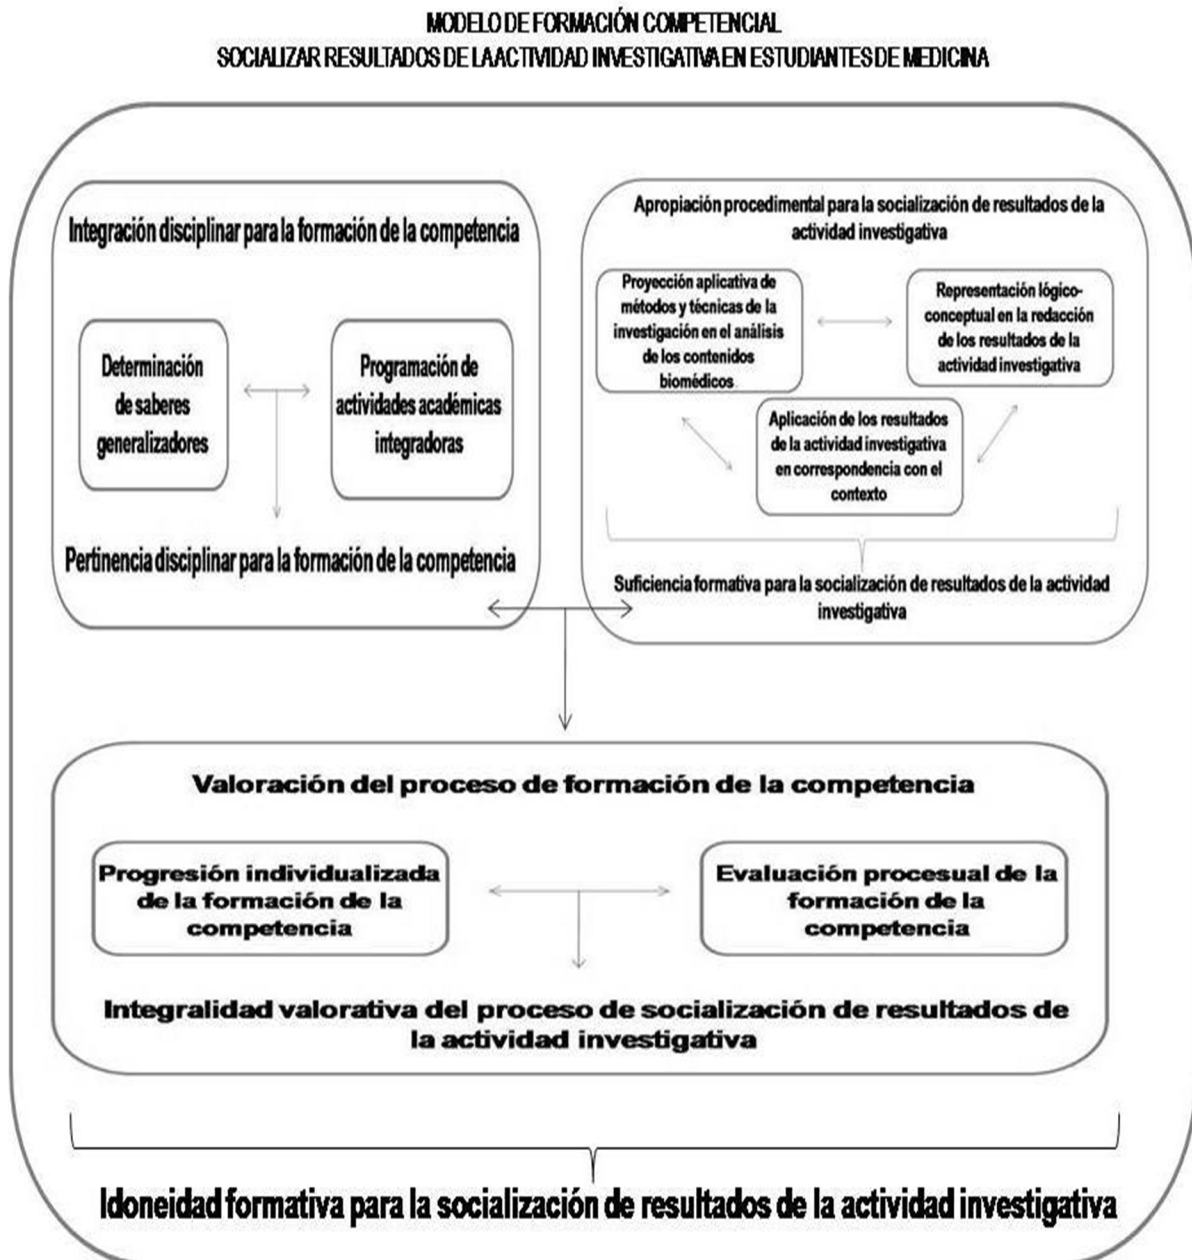 MODELO DE FORMACIÓN COMPETENCIAL
SOCIALIZAR RESULTADOS DE LA ACTIVIDAD INVESTIGATIVA EN ESTUDIANTES DE MEDICINA
Integración disciplinar para la formación de la competencia
Determinación
de saberes
generalizadores
Programación de
actividades académicas
integradoras
Pertinencia disciplinar para la formación de la competencia
Apropiación procedimental para la socialización de resultados de la
actividad investigativa
Proyección aplicativa de
métodos y técnicas de la
investigación en el análisis
de los contenidos
biomédicos
Representación lógico-
conceptual en la redacción
de los resultados de la
actividad investigativa
Aplicación de los resultados
de la actividad investigativa
en correspondencia con el
contexto
Suficiencia formativa para la socialización de resultados de la actividad
investigativa
Valoración del proceso de formación de la competencia
Progresión individualizada
de la formación de la
competencia
Evaluación procesual de la
formación de la
competencia
Integralidad valorativa del proceso de socialización de resultados de
la actividad investigativa
Idoneidad formativa para la socialización de resultados de la actividad investigativa